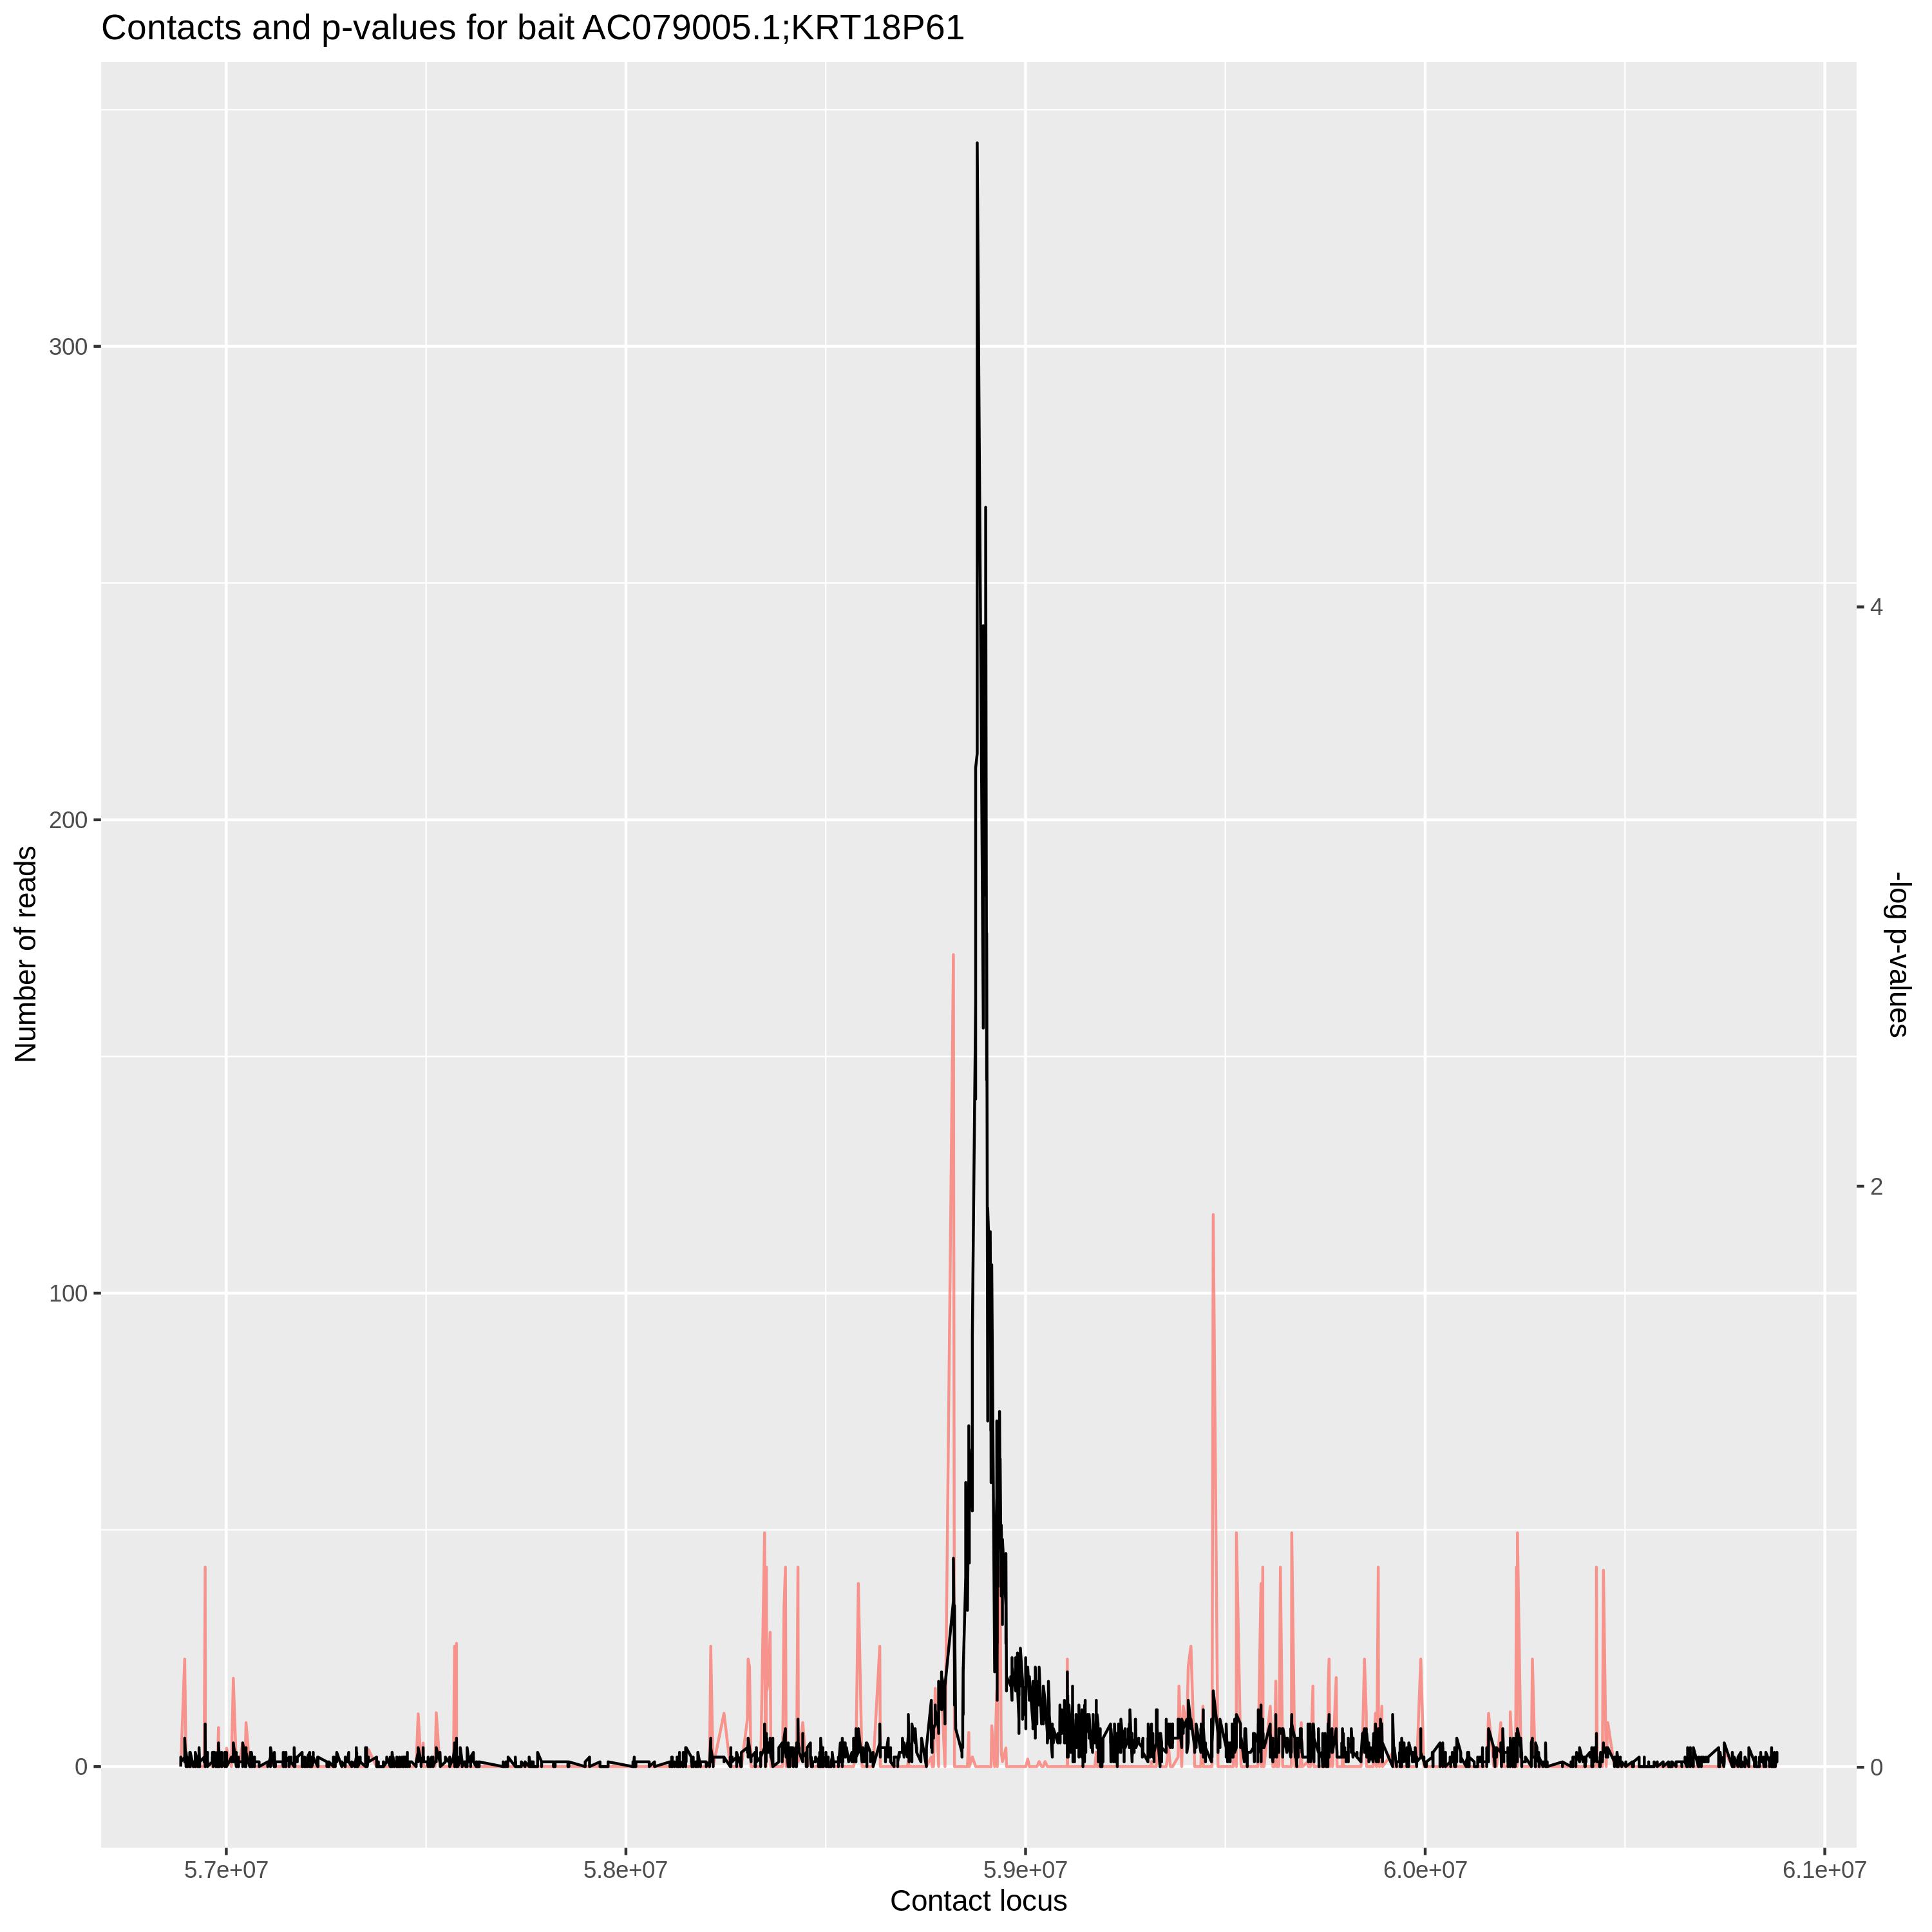 Contacts and p-values for bait AC079005.1;KRT18P61
300
200
100
0
Number of reads
4
2
0
-log p-values
5.7e+07
5.8e+07
5.9e+07
6.0e+07
6.1e+07
Contact locus